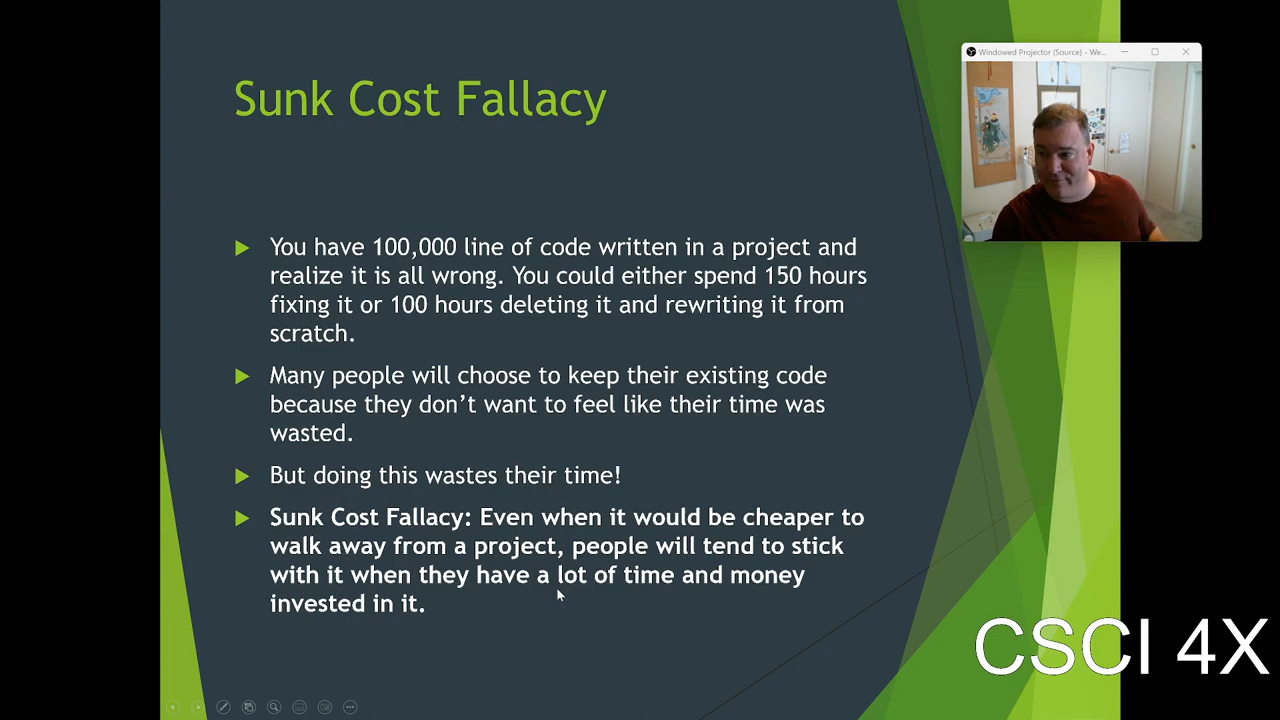 Sunk Cost Fallacy
Windowed Projector (Source) - We...
You have 100,000 line of code written in a project and
realize it is all wrong. You could either spend 150 hours
fixing it or 100 hours deleting it and rewriting it from
scratch.
Many people will choose to keep their existing code
because they don’t want to feel like their time was
wasted.
But doing this wastes their time!
Sunk Cost Fallacy: Even when it would be cheaper to
walk away from a project, people will tend to stick
with it when they have a lot of time and money
invested in it.
CSCI 4X